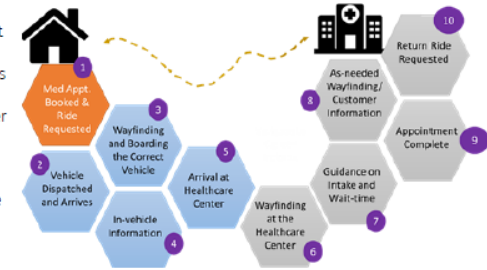 1
Med Appt.
Booked &
Ride
Requested
2
Vehicle
Dispatched
and Arrives
3
Wayfinding
and Boarding
the Correct
Vehicle
In-vehicle
Information
4
5
Arrival at
Healthcare
Center
Wayfinding
at the
Healthcare
Center
6
Guidance on
Intake and
Wait-time
7
As-needed
Wayfinding/
Customer
Information
8
Appointment
Complete
9
10
Return Ride
Requested